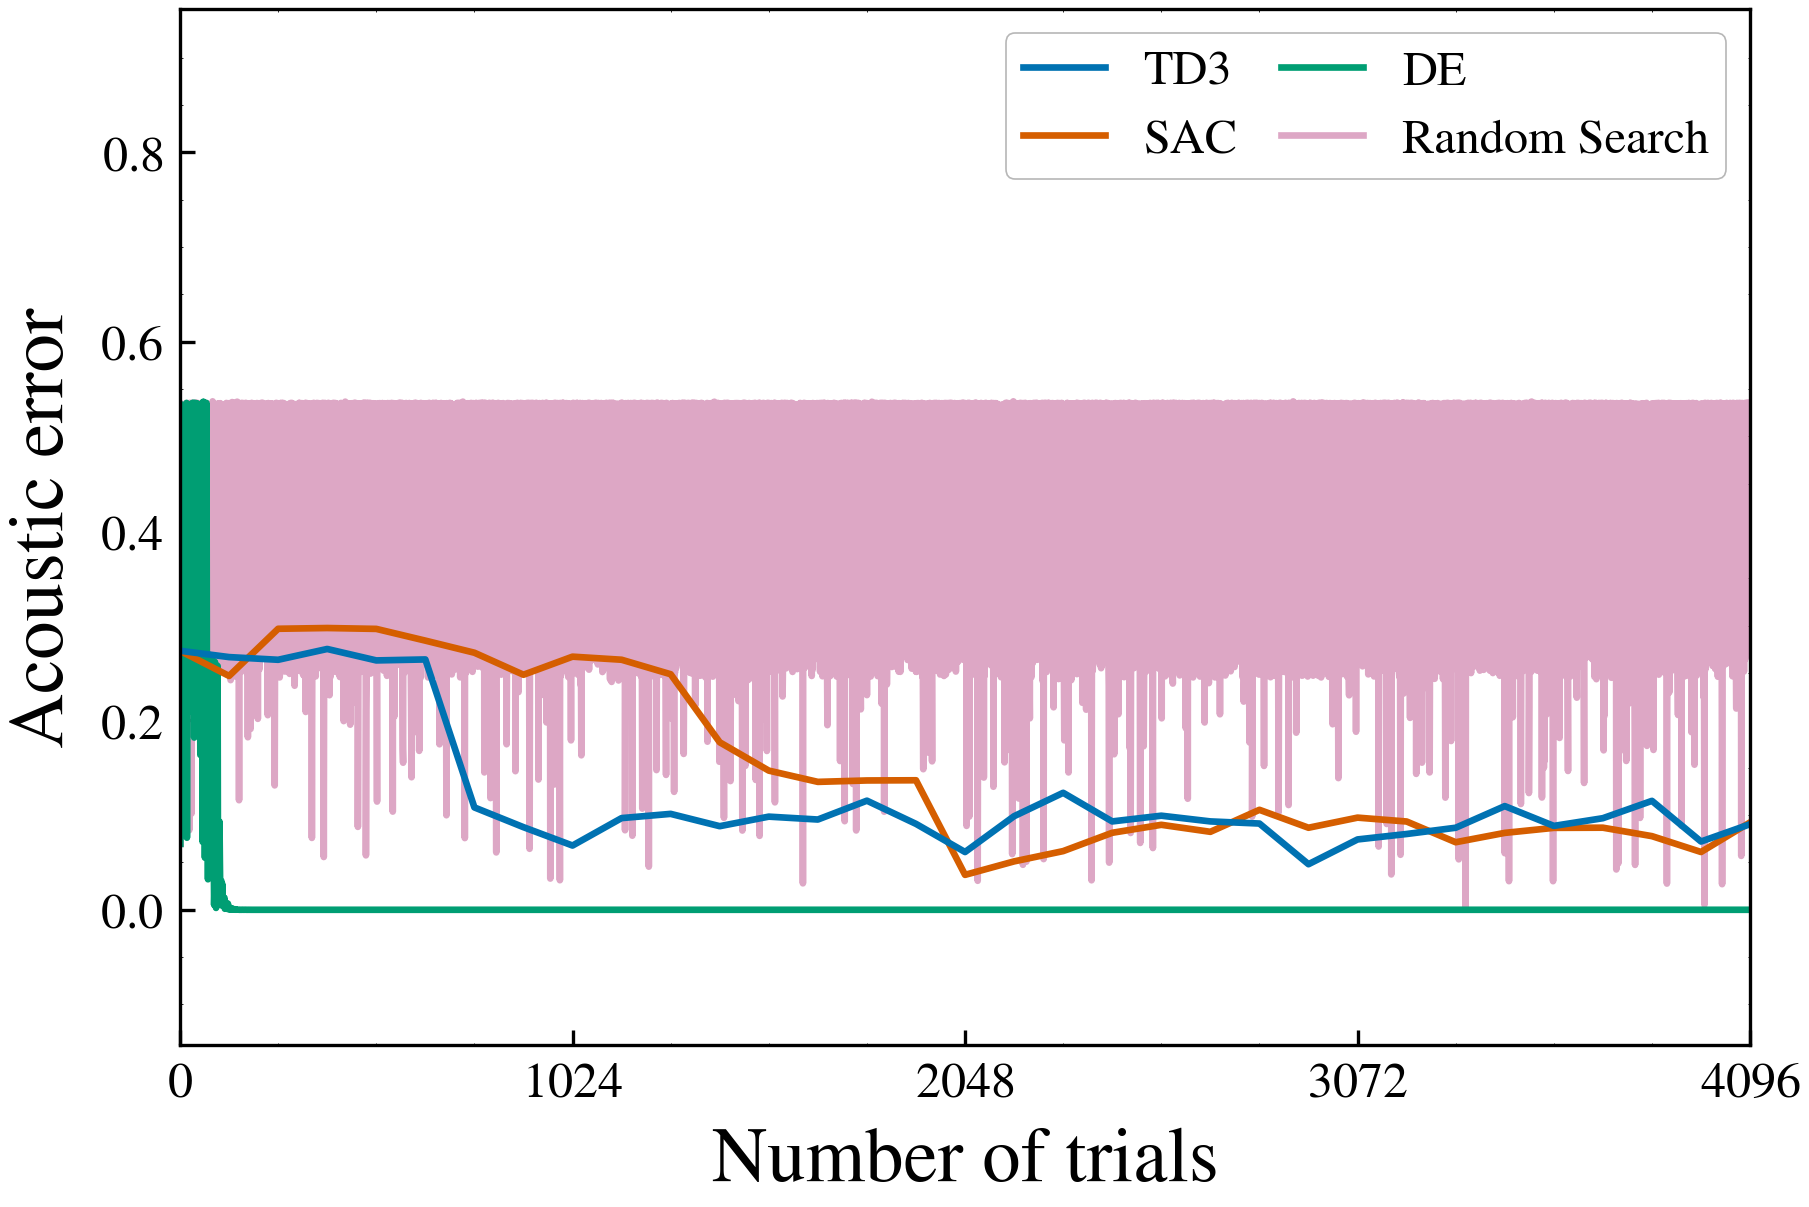 TD3
DE
SAC
Random Search
Acoustic error
0.8
0.6
0.4
0.2
0.0
0
1024
2048
3072
4096
Number of trials